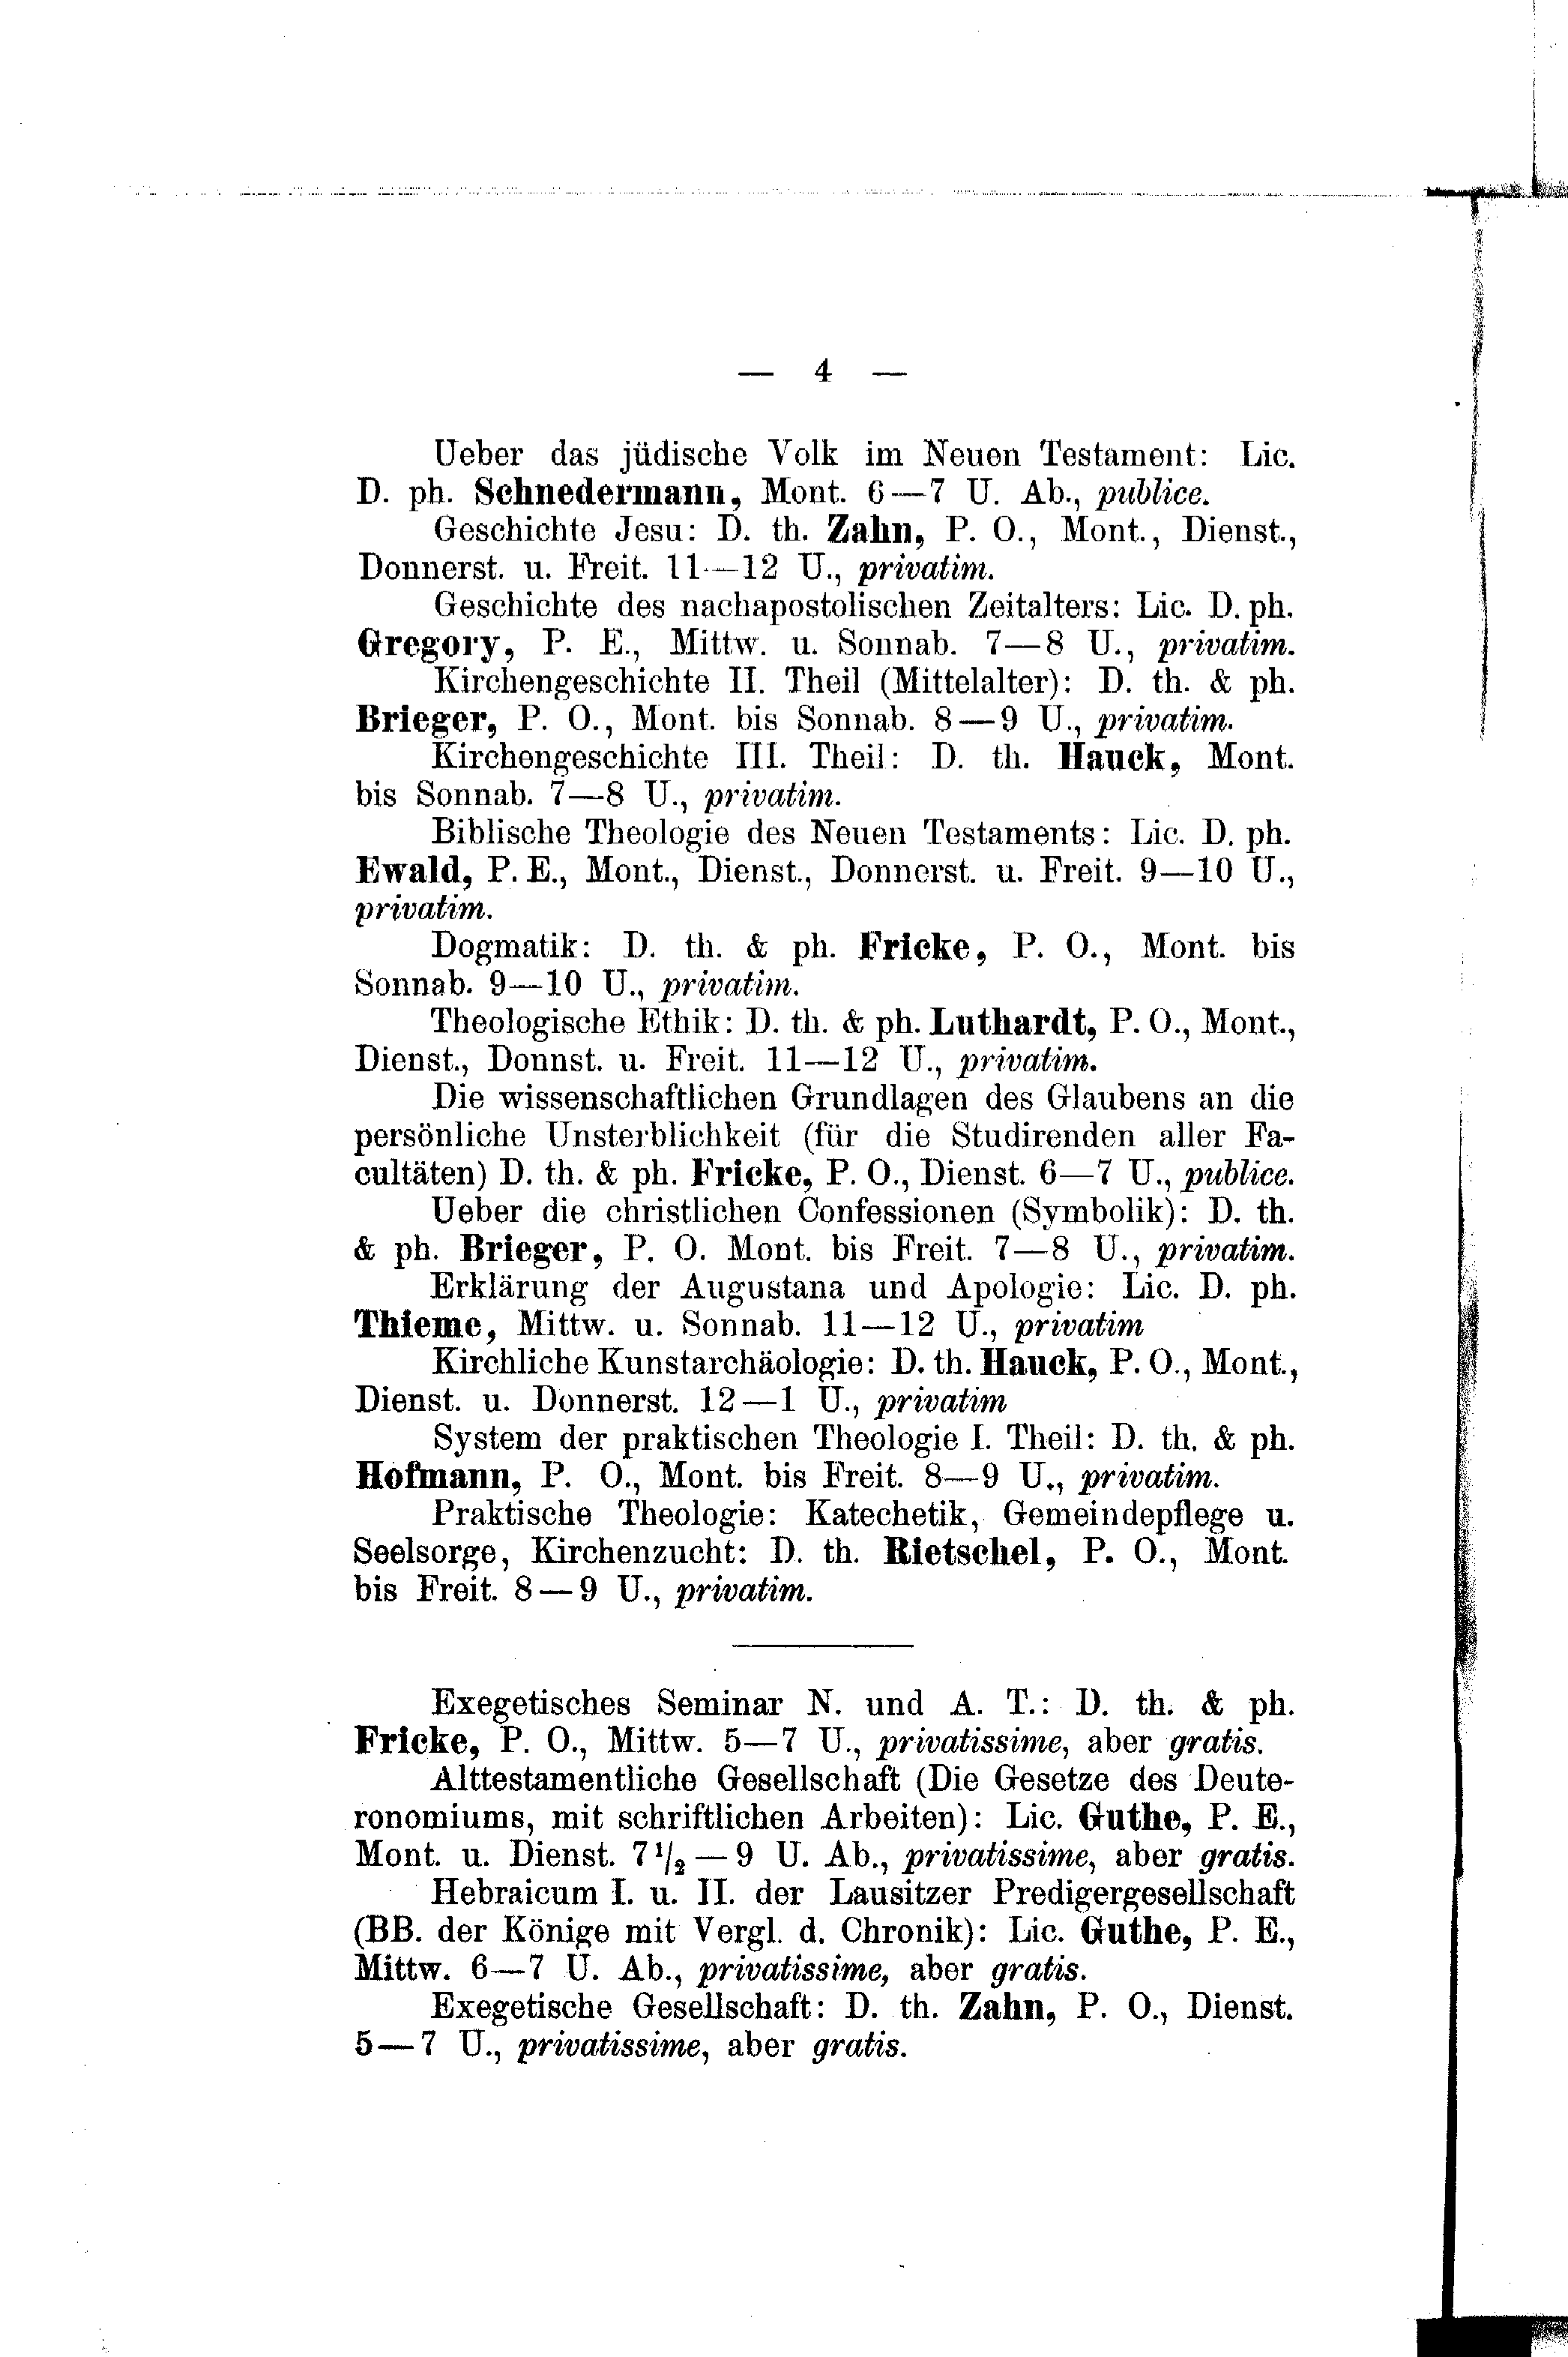 — 4 —
Ueber das jüdische Volk im Neuen Testament: Lic.
D. ph. Schnedermann, Mont. 6—7 U. Ab., publice.
Geschichte Jesu: D. th. Zahn, P. O., Mont., Dienst.,
Donnerst. u. Freit. 11—12 U., privatim.
Geschichte des nachapostolischen Zeitalters: Lic. D. ph.
Gregory, P. E., Mittw. u. Sonnab. 7—8 U., privatim.
Kirchengeschichte II. Theil (Mittelalter): D. th. & ph.
Brieger, P. O., Mont. bis Sonnab. 8—9 U., privatim.
Kirchengeschichte III. Theil: D. th. Hauck, Mont.
bis Sonnab. 7—8 U., privatim.
Biblische Theologie des Neuen Testaments: Lic. D. ph.
Ewald, P. E., Mont., Dienst., Donnerst. u. Freit. 9—10 U.,
privatim.
Dogmatik: D. th. & ph. Fricke, P. O., Mont. bis
Sonnab. 9—10 U., privatim.
Theologische Ethik: D. th. & ph. Luthardt, P. O., Mont.,
Dienst., Donnst. u. Freit. 11—12 U., privatim.
Die wissenschaftlichen Grundlagen des Glaubens an die
persönliche Unsterblichkeit (für die Studirenden aller Fa-
cultäten) D. th. & ph. Fricke, P. O., Dienst. 6—7 U., publice.
Ueber die christlichen Confessionen (Symbolik): D. th.
& ph. Brieger, P. O. Mont. bis Freit. 7—8 U., privatim.
Erklärung der Augustana und Apologie: Lic. D. ph.
Thieme, Mittw. u. Sonnab. 11—12 U., privatim
Kirchliche Kunstarchäologie: D. th. Hauck, P. O., Mont.,
Dienst. u. Donnerst. 12—1 U., privatim
System der praktischen Theologie I. Theil: D. th. & ph.
Hofmann, P. O., Mont. bis Freit. 8—9 U., privatim.
Praktische Theologie: Katechetik, Gemeindepflege u.
Seelsorge, Kirchenzucht: D. th. Rietschel, P. O., Mont.
bis Freit. 8—9 U., privatim.
Exegetisches Seminar N. und A. T.: D. th. & ph.
Fricke, P. O., Mittw. 5—7 U., privatissime, aber gratis.
Alttestamentliche Gesellschaft (Die Gesetze des Deute-
ronomiums, mit schriftlichen Arbeiten): Lic. Guthe, P. E.,
Mont. u. Dienst. 7 1/2 — 9 U. Ab., privatissime, aber gratis.
Hebraicum I. u. II. der Lausitzer Predigergesellschaft
(BB. der Könige mit Vergl. d. Chronik): Lic. Guthe, P. E.,
Mittw. 6—7 U. Ab., privatissime, aber gratis.
Exegetische Gesellschaft: D. th. Zahn, P. O., Dienst.
5—7 U., privatissime, aber gratis.